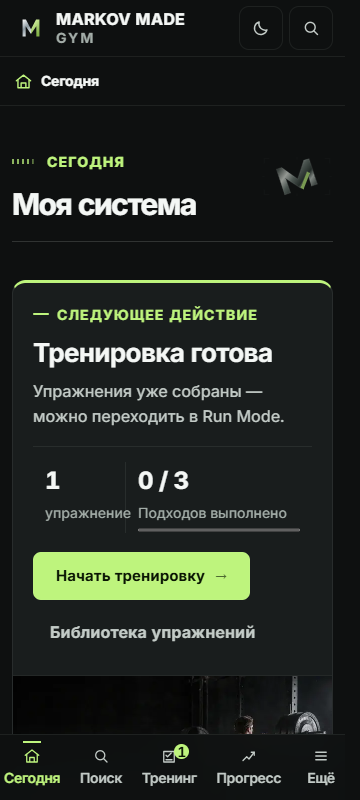 MARKOV MADE
GYM
Сегодня
СЕГОДНЯ
Моя система
— СЛЕДУЮЩЕЕ ДЕЙСТВИЕ
Тренировка готова
Упражнения уже собраны —
можно переходить в Run Mode.
1
упражнение
0 / 3
Подходов выполнено
Начать тренировку →
Библиотека упражнений
1
Сегодня
Поиск
Тренинг
Прогресс
Ещё